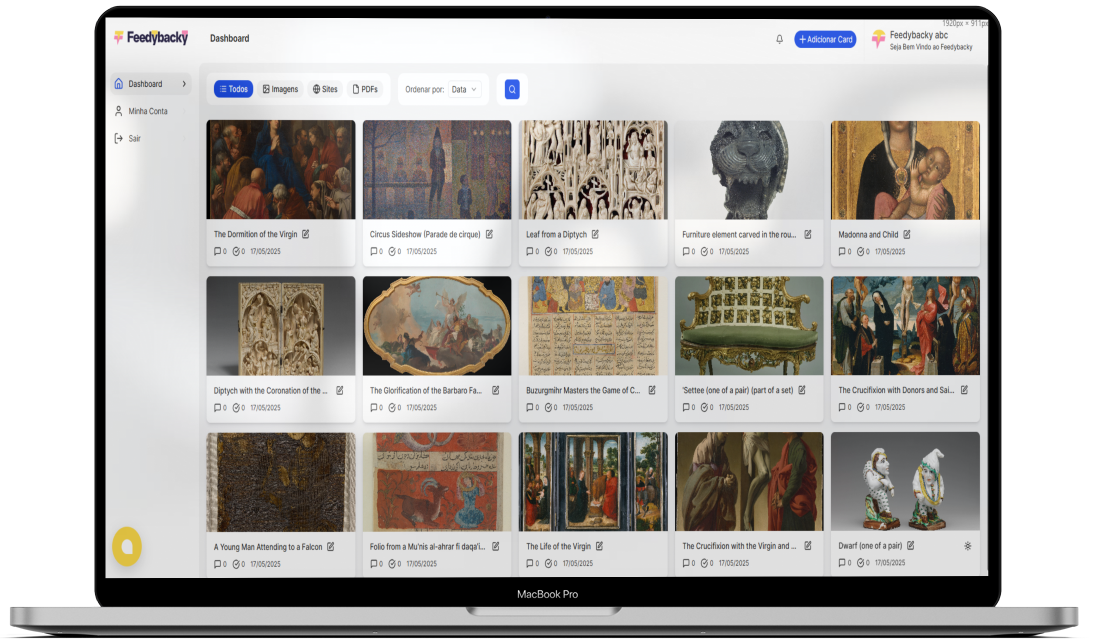 1920px × 911px
Feedybacky
Dashboard
Adicionar Card
Feedybacky abc
Seja Bem Vindo ao Feedybacky
Dashboard
Minha Conta
Sair
Todos
Imagens
Sites
PDFs
Ordenar por:
Data
The Dormition of the Virgin
0 0 17/05/2025
Circus Sideshow (Parade de cirque)
0 0 17/05/2025
Leaf from a Diptych
0 0 17/05/2025
Furniture element carved in the rou...
0 0 17/05/2025
Madonna and Child
0 0 17/05/2025
Diptych with the Coronation of the ...
0 0 17/05/2025
The Glorification of the Barbaro Fa...
0 0 17/05/2025
Buzurgmihr Masters the Game of C...
0 0 17/05/2025
'Settee (one of a pair) (part of a set)
0 0 17/05/2025
The Crucifixion with Donors and Sai...
0 0 17/05/2025
A Young Man Attending to a Falcon
0 0 17/05/2025
Folio from a Mu'nis al-ahrar fi daqa'i...
0 0 17/05/2025
The Life of the Virgin
0 0 17/05/2025
The Crucifixion with the Virgin and ...
0 0 17/05/2025
Dwarf (one of a pair)
0 0 17/05/2025
MacBook Pro